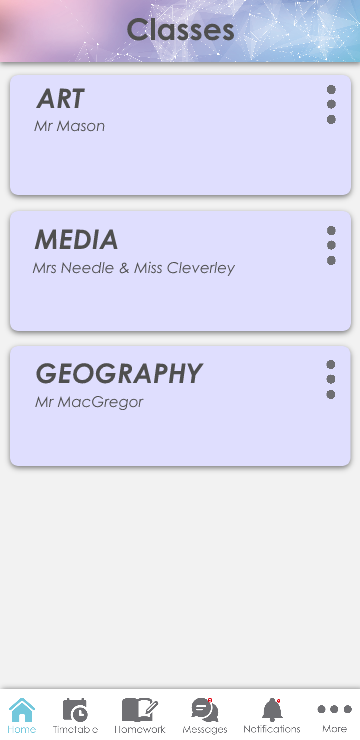 Classes
ART
Mr Mason
MEDIA
Mrs Needle & Miss Cleverley
GEOGRAPHY
Mr MacGregor
Home Timetable Homework Messages Notifications More